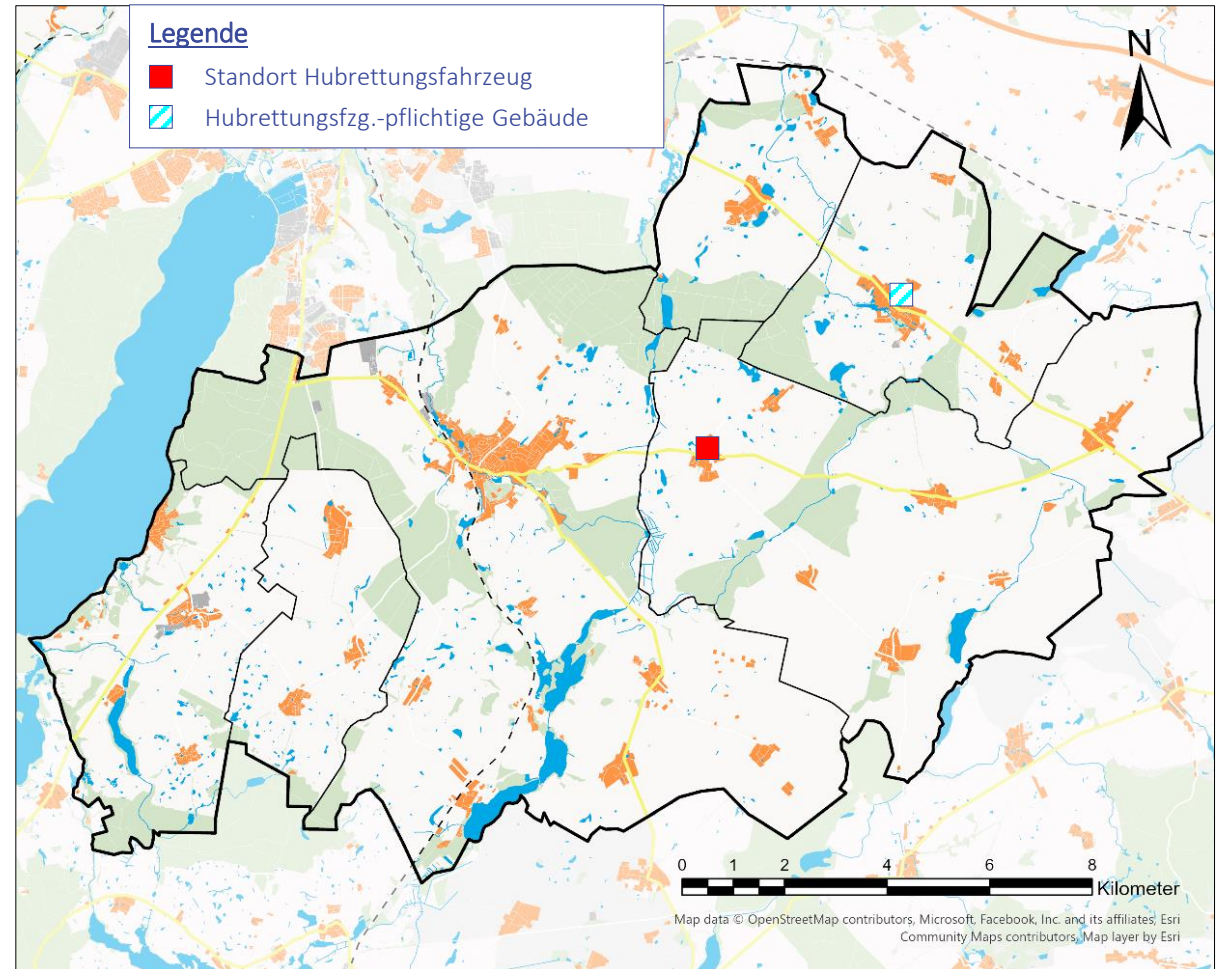 Legende
Standort Hubrettungsfahrzeug
Hubrettungsfzg.-pflichtige Gebäude
N
0 1 2 4 6 8
Kilometer
Map data © OpenStreetMap contributors, Microsoft, Facebook, Inc. and its affiliates, Esri
Community Maps contributors, Map layer by Esri